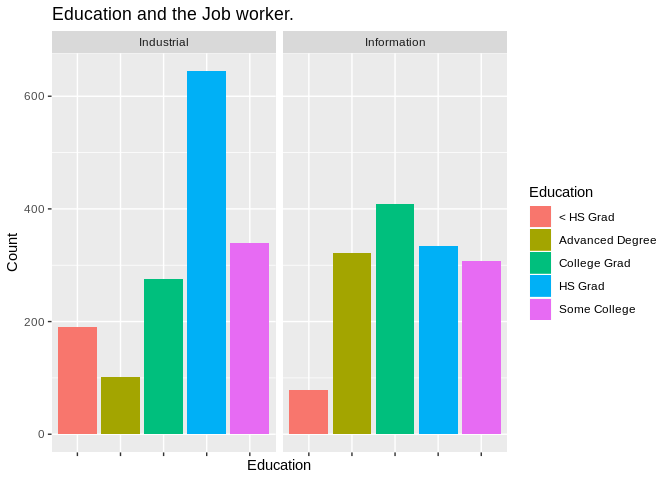 Education and the Job worker.
Industrial
Information
600
400
200
0
Count
Education
Education
< HS Grad
Advanced Degree
College Grad
HS Grad
Some College